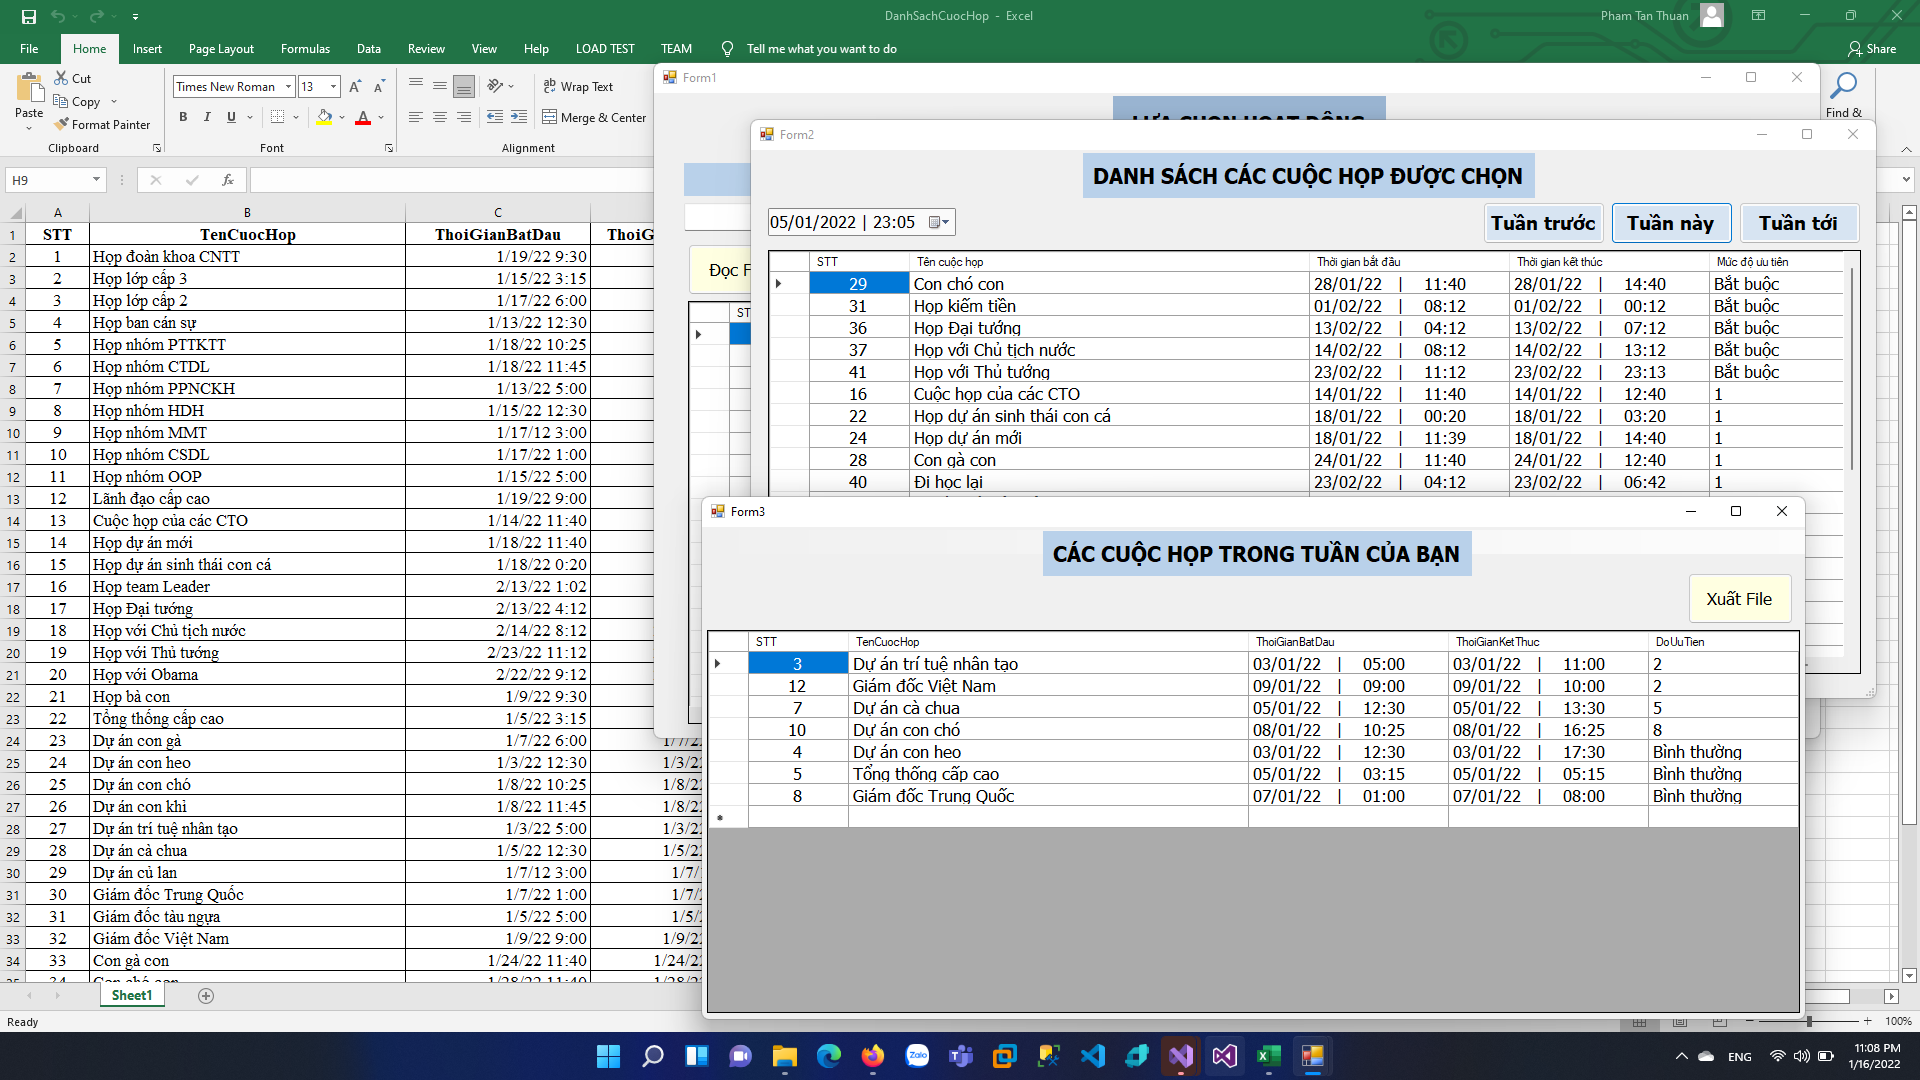 DanhSachCuocHop - Excel
Pham Tan Thuan
File Home Insert Page Layout Formulas Data Review View Help LOAD TEST TEAM Tell me what you want to do Share
Paste
Cut
Copy
Format Painter
Clipboard
Times New Roman 13
B I U
Font
Wrap Text
Merge & Center
Alignment
Find &
H9 fx
A B C
1 STT TenCuocHop ThoiGianBatDau
2 1 Họp đoàn khoa CNTT 1/19/22 9:30
3 2 Họp lớp cấp 3 1/15/22 3:15
4 3 Họp lớp cấp 2 1/17/22 6:00
5 4 Họp ban cán sự 1/13/22 12:30
6 5 Họp nhóm PTTKTT 1/18/22 10:25
7 6 Họp nhóm CTDL 1/18/22 11:45
8 7 Họp nhóm PPNCKH 1/13/22 5:00
9 8 Họp nhóm HDH 1/15/22 12:30
10 9 Họp nhóm MMT 1/17/12 3:00
11 10 Họp nhóm CSDL 1/17/22 1:00
12 11 Họp nhóm OOP 1/15/22 5:00
13 12 Lãnh đạo cấp cao 1/19/22 9:00
14 13 Cuộc họp của các CTO 1/14/22 11:40
15 14 Họp dự án mới 1/18/22 11:40
16 15 Họp dự án sinh thái con cá 1/18/22 0:20
17 16 Họp team Leader 2/13/22 1:02
18 17 Họp Đại tướng 2/13/22 4:12
19 18 Họp với Chủ tịch nước 2/14/22 8:12
20 19 Họp với Thủ tướng 2/23/22 11:12
21 20 Họp với Obama 2/22/22 9:12
22 21 Họp bà con 1/9/22 9:30
23 22 Tổng thống cấp cao 1/5/22 3:15
24 23 Dự án con gà 1/7/22 6:00
25 24 Dự án con heo 1/3/22 12:30
26 25 Dự án con chó 1/8/22 10:25
27 26 Dự án con khỉ 1/8/22 11:45
28 27 Dự án trí tuệ nhân tạo 1/3/22 5:00
29 28 Dự án cà chua 1/5/22 12:30
30 29 Dự án củ lan 1/7/12 3:00
31 30 Giám đốc Trung Quốc 1/7/22 1:00
32 31 Giám đốc tàu ngựa 1/5/22 5:00
33 32 Giám đốc Việt Nam 1/9/22 9:00
34 33 Con gà con 1/24/22 11:40
Sheet1
Ready
100%
Form1
Đọc F
ST
Form2
DANH SÁCH CÁC CUỘC HỌP ĐƯỢC CHỌN
05/01/2022 | 23:05
Tuần trước Tuần này Tuần tới
STT Tên cuộc họp Thời gian bắt đầu Thời gian kết thúc Mức độ ưu tiên
29 Con chó con 28/01/22 | 11:40 28/01/22 | 14:40 Bắt buộc
31 Họp kiếm tiền 01/02/22 | 08:12 01/02/22 | 00:12 Bắt buộc
36 Họp Đại tướng 13/02/22 | 04:12 13/02/22 | 07:12 Bắt buộc
37 Họp với Chủ tịch nước 14/02/22 | 08:12 14/02/22 | 13:12 Bắt buộc
41 Họp với Thủ tướng 23/02/22 | 11:12 23/02/22 | 23:13 Bắt buộc
16 Cuộc họp của các CTO 14/01/22 | 11:40 14/01/22 | 12:40 1
22 Họp dự án sinh thái con cá 18/01/22 | 00:20 18/01/22 | 03:20 1
24 Họp dự án mới 18/01/22 | 11:39 18/01/22 | 14:40 1
28 Con gà con 24/01/22 | 11:40 24/01/22 | 12:40 1
40 Đi học lại 23/02/22 | 04:12 23/02/22 | 06:42 1
Form3
CÁC CUỘC HỌP TRONG TUẦN CỦA BẠN
Xuất File
STT TenCuocHop ThoiGianBatDau ThoiGianKetThuc DoUuTien
3 Dự án trí tuệ nhân tạo 03/01/22 | 05:00 03/01/22 | 11:00 2
12 Giám đốc Việt Nam 09/01/22 | 09:00 09/01/22 | 10:00 2
7 Dự án cà chua 05/01/22 | 12:30 05/01/22 | 13:30 5
10 Dự án con chó 08/01/22 | 10:25 08/01/22 | 16:25 8
4 Dự án con heo 03/01/22 | 12:30 03/01/22 | 17:30 Bình thường
5 Tổng thống cấp cao 05/01/22 | 03:15 05/01/22 | 05:15 Bình thường
8 Giám đốc Trung Quốc 07/01/22 | 01:00 07/01/22 | 08:00 Bình thường
Zalo
ENG
11:08 PM
1/16/2022